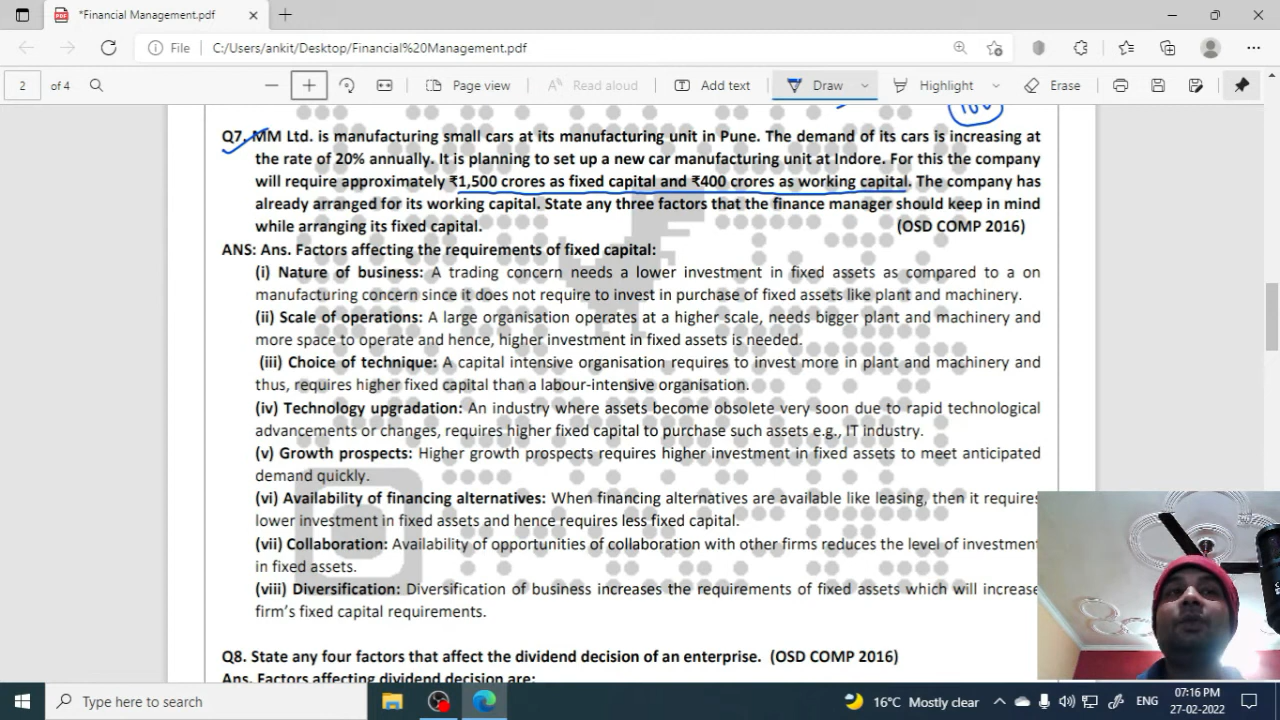 *Financial Management.pdf
File
C:/Users/ankit/Desktop/Financial%20Management.pdf
2 of 4
Page view
Read aloud
Add text
Draw
Highlight
Erase
Q7. MM Ltd. is manufacturing small cars at its manufacturing unit in Pune. The demand of its cars is increasing at
the rate of 20% annually. It is planning to set up a new car manufacturing unit at Indore. For this the company
will require approximately ₹1,500 crores as fixed capital and ₹400 crores as working capital. The company has
already arranged for its working capital. State any three factors that the finance manager should keep in mind
while arranging its fixed capital. (OSD COMP 2016)
ANS: Ans. Factors affecting the requirements of fixed capital:
(i) Nature of business: A trading concern needs a lower investment in fixed assets as compared to a on
manufacturing concern since it does not require to invest in purchase of fixed assets like plant and machinery.
(ii) Scale of operations: A large organisation operates at a higher scale, needs bigger plant and machinery and
more space to operate and hence, higher investment in fixed assets is needed.
(iii) Choice of technique: A capital intensive organisation requires to invest more in plant and machinery and
thus, requires higher fixed capital than a labour-intensive organisation.
(iv) Technology upgradation: An industry where assets become obsolete very soon due to rapid technological
advancements or changes, requires higher fixed capital to purchase such assets e.g., IT industry.
(v) Growth prospects: Higher growth prospects requires higher investment in fixed assets to meet anticipated
demand quickly.
(vi) Availability of financing alternatives: When financing alternatives are available like leasing, then it requires
lower investment in fixed assets and hence requires less fixed capital.
(vii) Collaboration: Availability of opportunities of collaboration with other firms reduces the level of investment
in fixed assets.
(viii) Diversification: Diversification of business increases the requirements of fixed assets which will increase
firm's fixed capital requirements.
Q8. State any four factors that affect the dividend decision of an enterprise. (OSD COMP 2016)
Ans. Factors affecting dividend decision are:
Type here to search
16°C Mostly clear
ENG
07:16 PM
27-02-2022